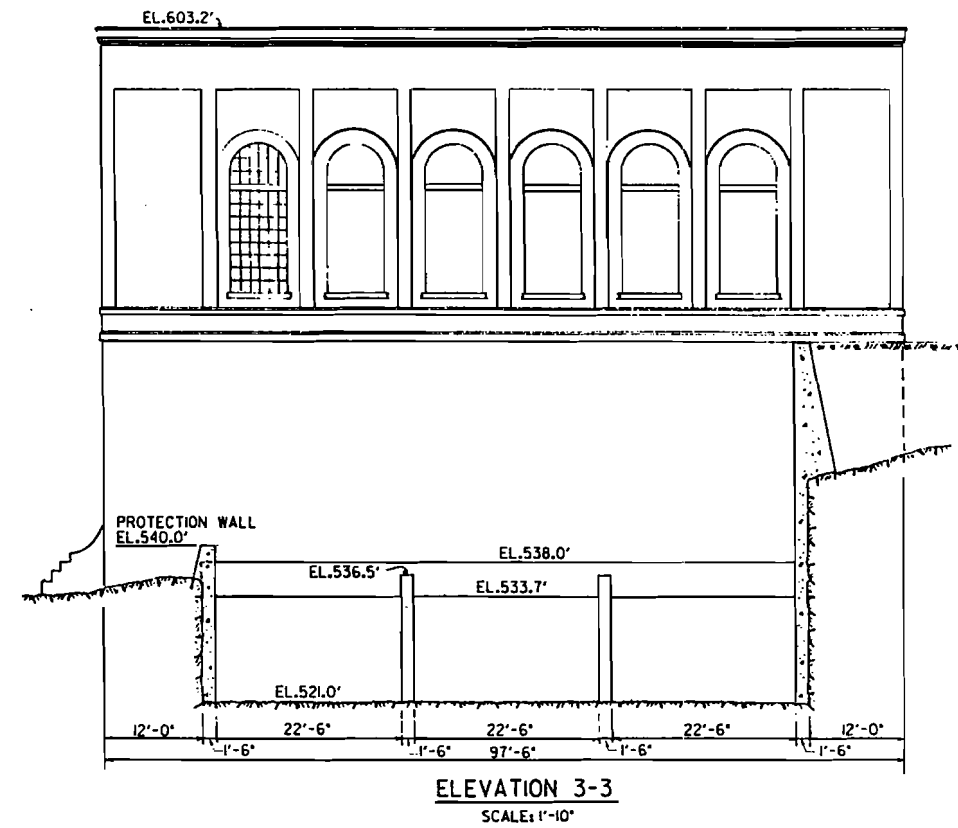 EL.603.2'
PROTECTION WALL
EL.540.0'
EL.538.0'
EL.536.5'
EL.533.7'
EL.521.0'
12'-0" 22'-6" 22'-6" 22'-6" 12'-0"
1'-6" 1'-6" 1'-6" 1'-6"
97'-6"
ELEVATION 3-3
SCALE: 1"-10"